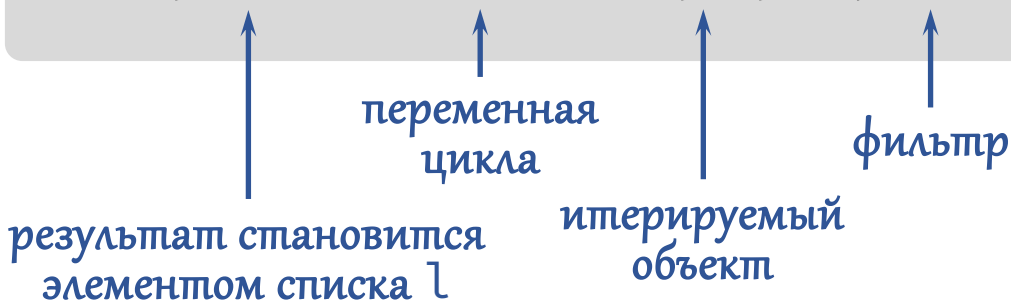 переменная
цикла
фильтр
результат становится
элементом списка l
итерируемый
объект